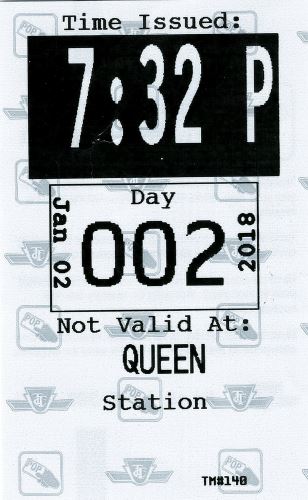 Time Issued:
7:32 P
Day
Jan 02
002
2018
Not Valid At:
QUEEN
Station
TM#140